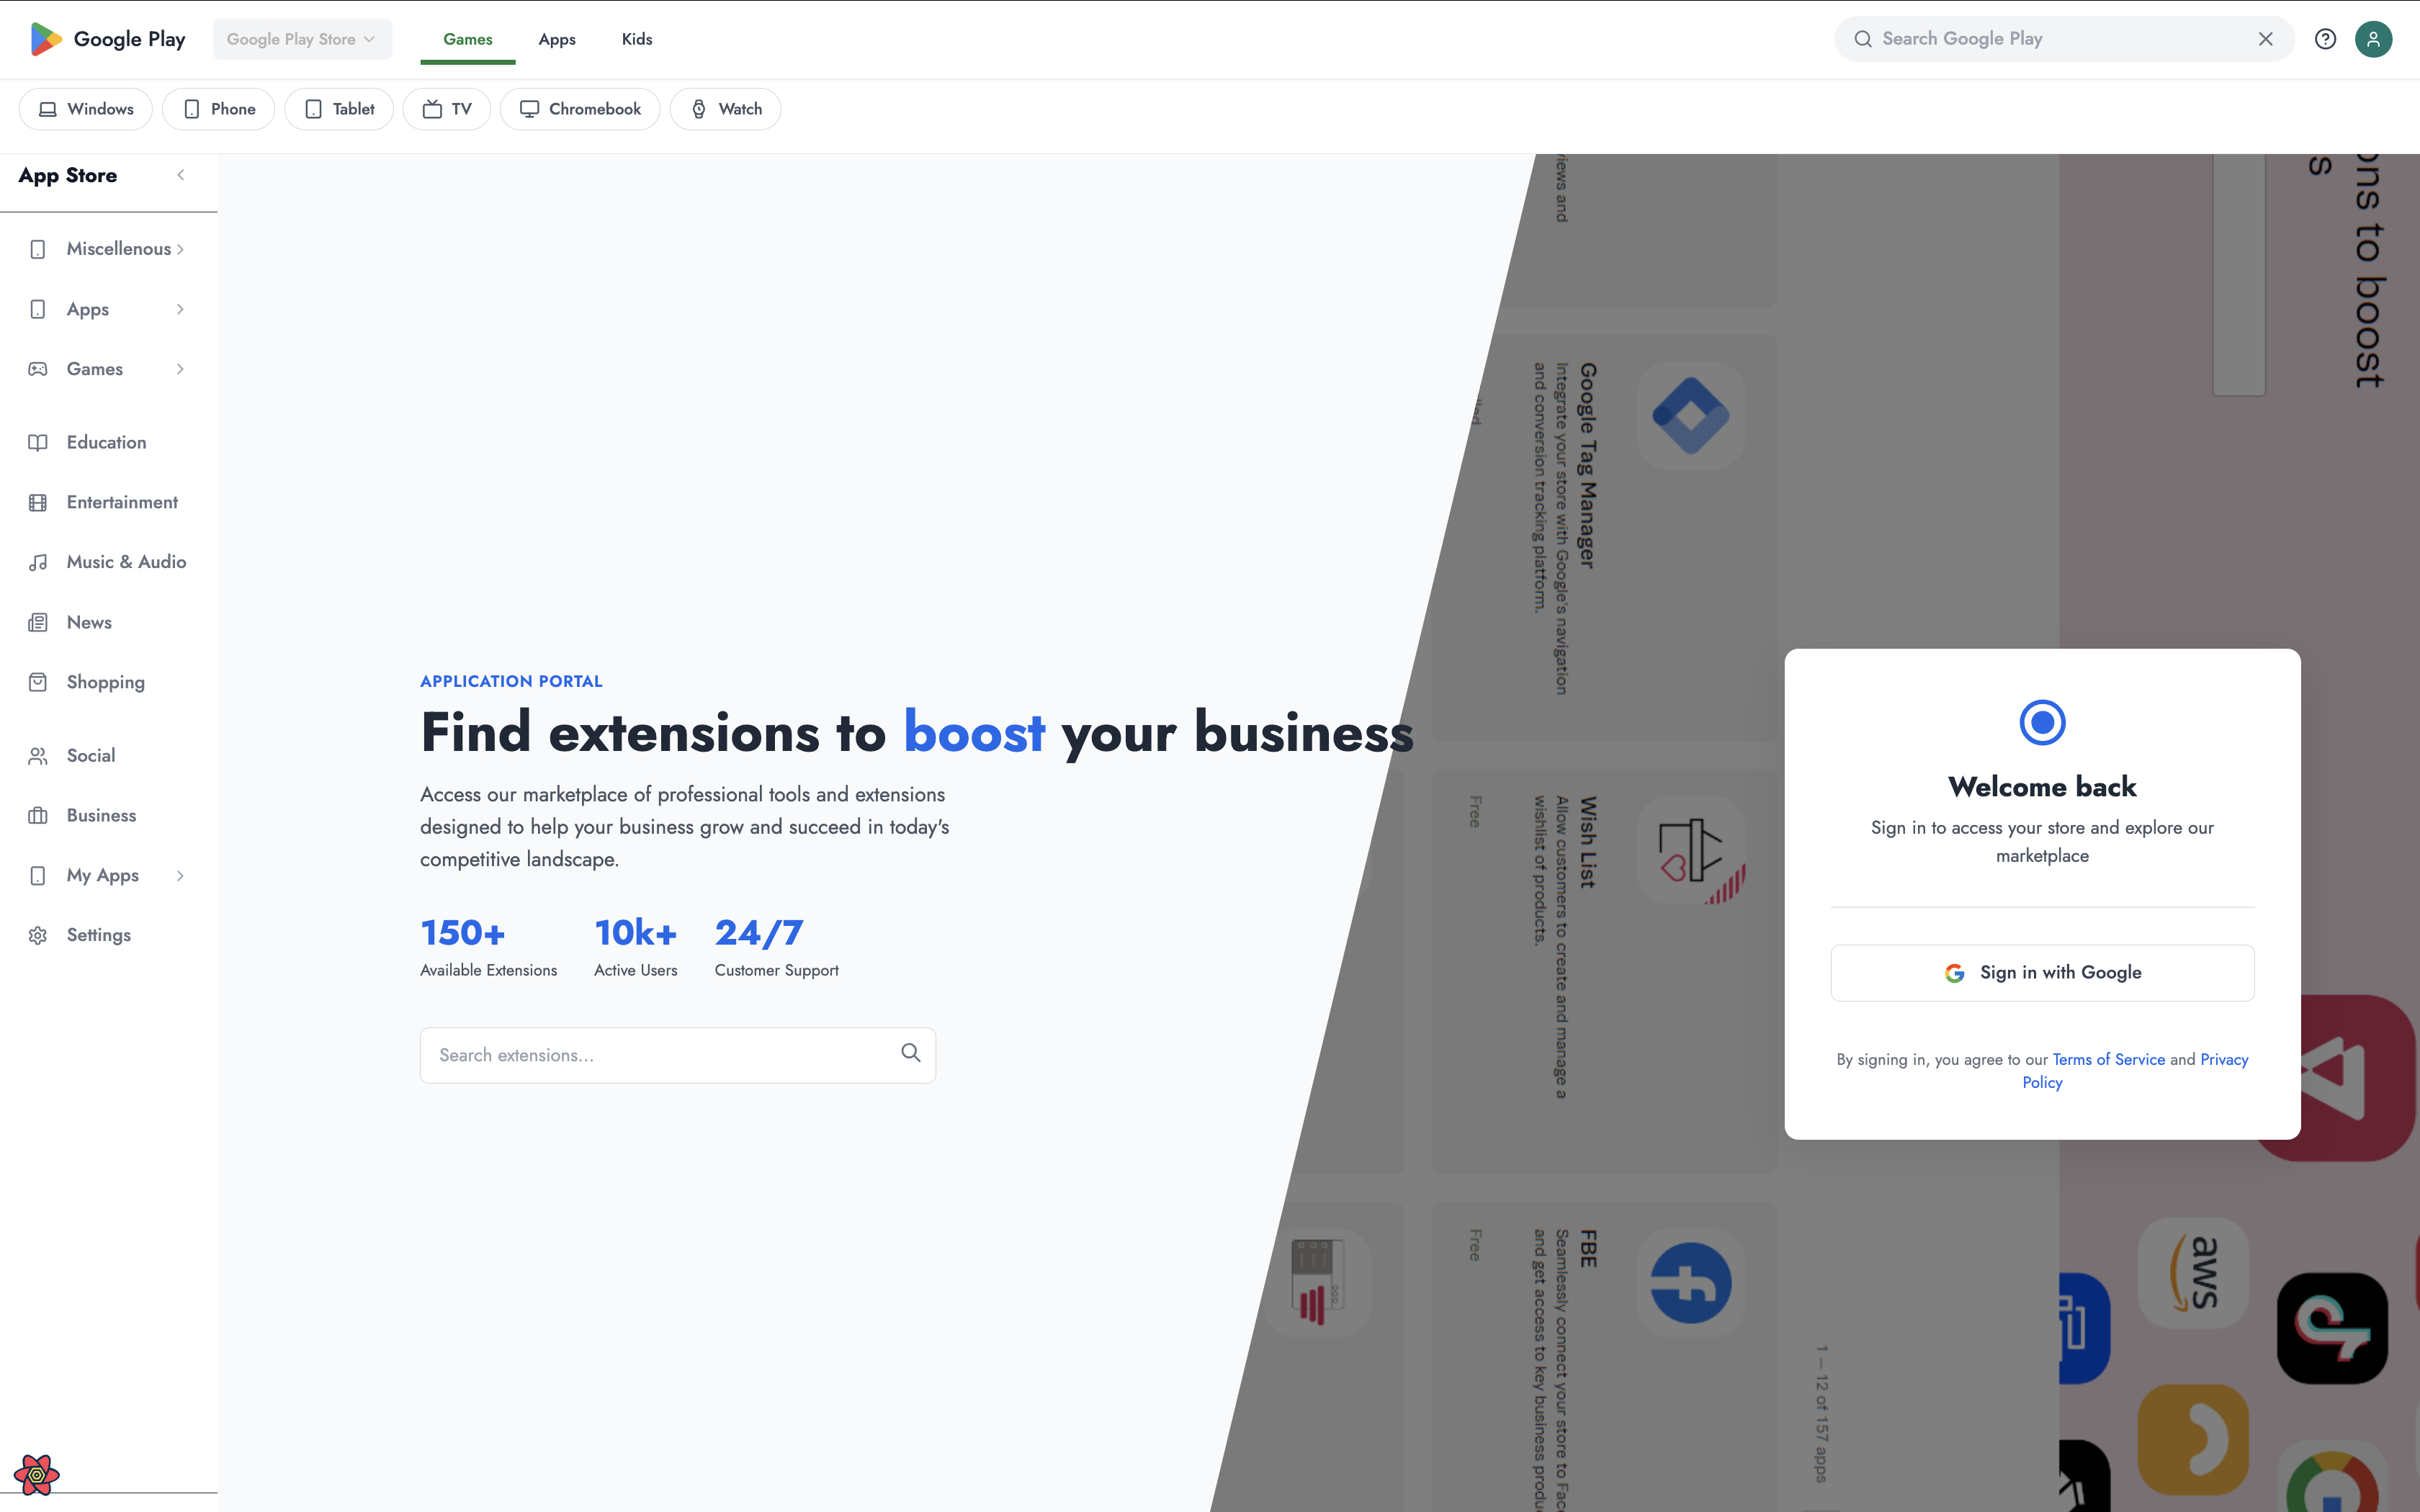 Google Play
Google Play Store
Games
Apps
Kids
Search Google Play
Windows
Phone
Tablet
TV
Chromebook
Watch
App Store
Miscellenous
Apps
Games
Education
Entertainment
Music & Audio
News
Shopping
Social
Business
My Apps
Settings
APPLICATION PORTAL
Find extensions to boost your business
Access our marketplace of professional tools and extensions
designed to help your business grow and succeed in today's
competitive landscape.
150+
Available Extensions
10k+
Active Users
24/7
Customer Support
Search extensions...
ons to boost
s
iews and
Google Tag Manager
Integrate your store with Google's navigation
and conversion tracking platform.
Wish List
Allow customers to create and manage a
wishlist of products.
Free
FBE
Seamlessly connect your store to Fac
and get access to key business produ
Free
1 — 12 of 157 apps
aws
Welcome back
Sign in to access your store and explore our
marketplace
Sign in with Google
By signing in, you agree to our Terms of Service and Privacy
Policy